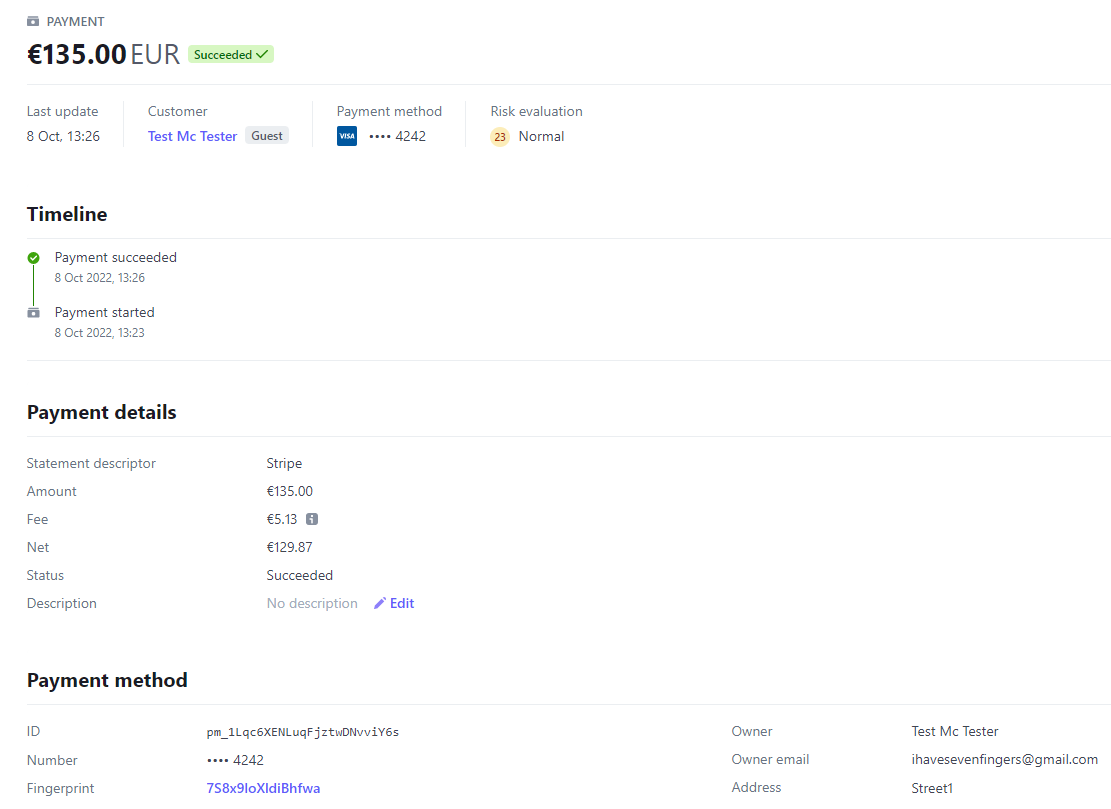 PAYMENT
€135.00 EUR Succeeded
Last update Customer Payment method Risk evaluation
8 Oct, 13:26 Test Mc Tester Guest VISA •••• 4242 23 Normal
Timeline
Payment succeeded
8 Oct 2022, 13:26
Payment started
8 Oct 2022, 13:23
Payment details
Statement descriptor Stripe
Amount €135.00
Fee €5.13
Net €129.87
Status Succeeded
Description No description Edit
Payment method
ID pm_1Lqc6XENLuqFjztwDNvviY6s Owner Test Mc Tester
Number •••• 4242 Owner email ihavesevenfingers@gmail.com
Fingerprint 7S8x9loXldiBhfwa Address Street1